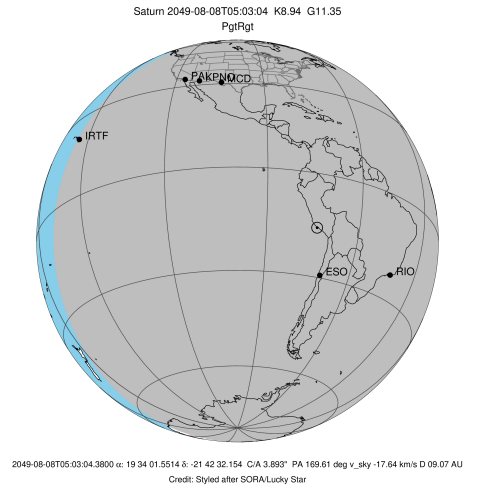 Saturn 2049-08-08T05:03:04 K8.94 G11.35
PgtRgt
PAL KPNO MCD
IRTF
ESO
RIO
2049-08-08T05:03:04.3800 α: 19 34 01.5514 δ: -21 42 32.154 C/A 3.893" PA 169.61 deg v_sky -17.64 km/s D 09.07 AU
Credit: Styled after SORA/Lucky Star